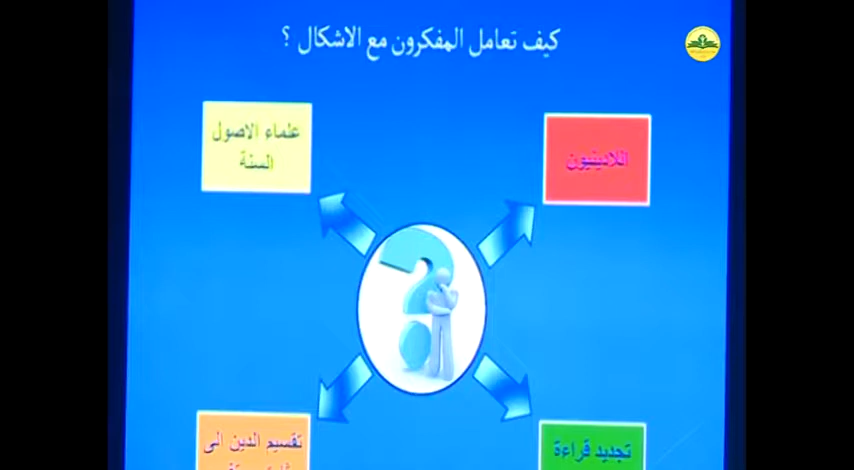 كيف تعامل المفكرون مع الاشكال ؟
اللادينيون
علماء الاصول
السنة
تجديد قراءة
تقسيم الدين الى